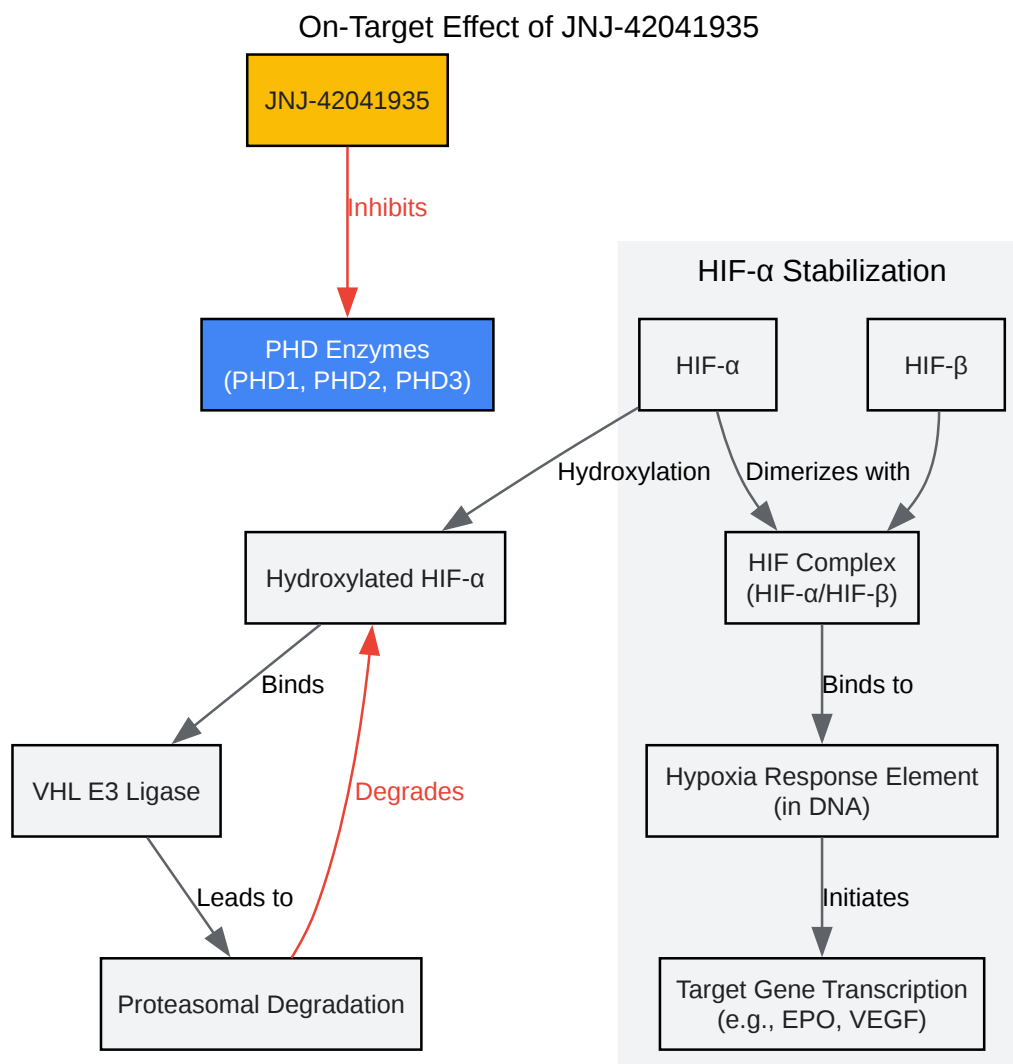 On-Target Effect of JNJ-42041935
JNJ-42041935
Inhibits
HIF-α Stabilization
PHD Enzymes
(PHD1, PHD2, PHD3)
HIF-α
HIF-β
Hydroxylation
Dimerizes with
Hydroxylated HIF-α
HIF Complex
(HIF-α/HIF-β)
Binds
Binds to
VHL E3 Ligase
Degrades
Hypoxia Response Element
(in DNA)
Leads to
Initiates
Proteasomal Degradation
Target Gene Transcription
(e.g., EPO, VEGF)